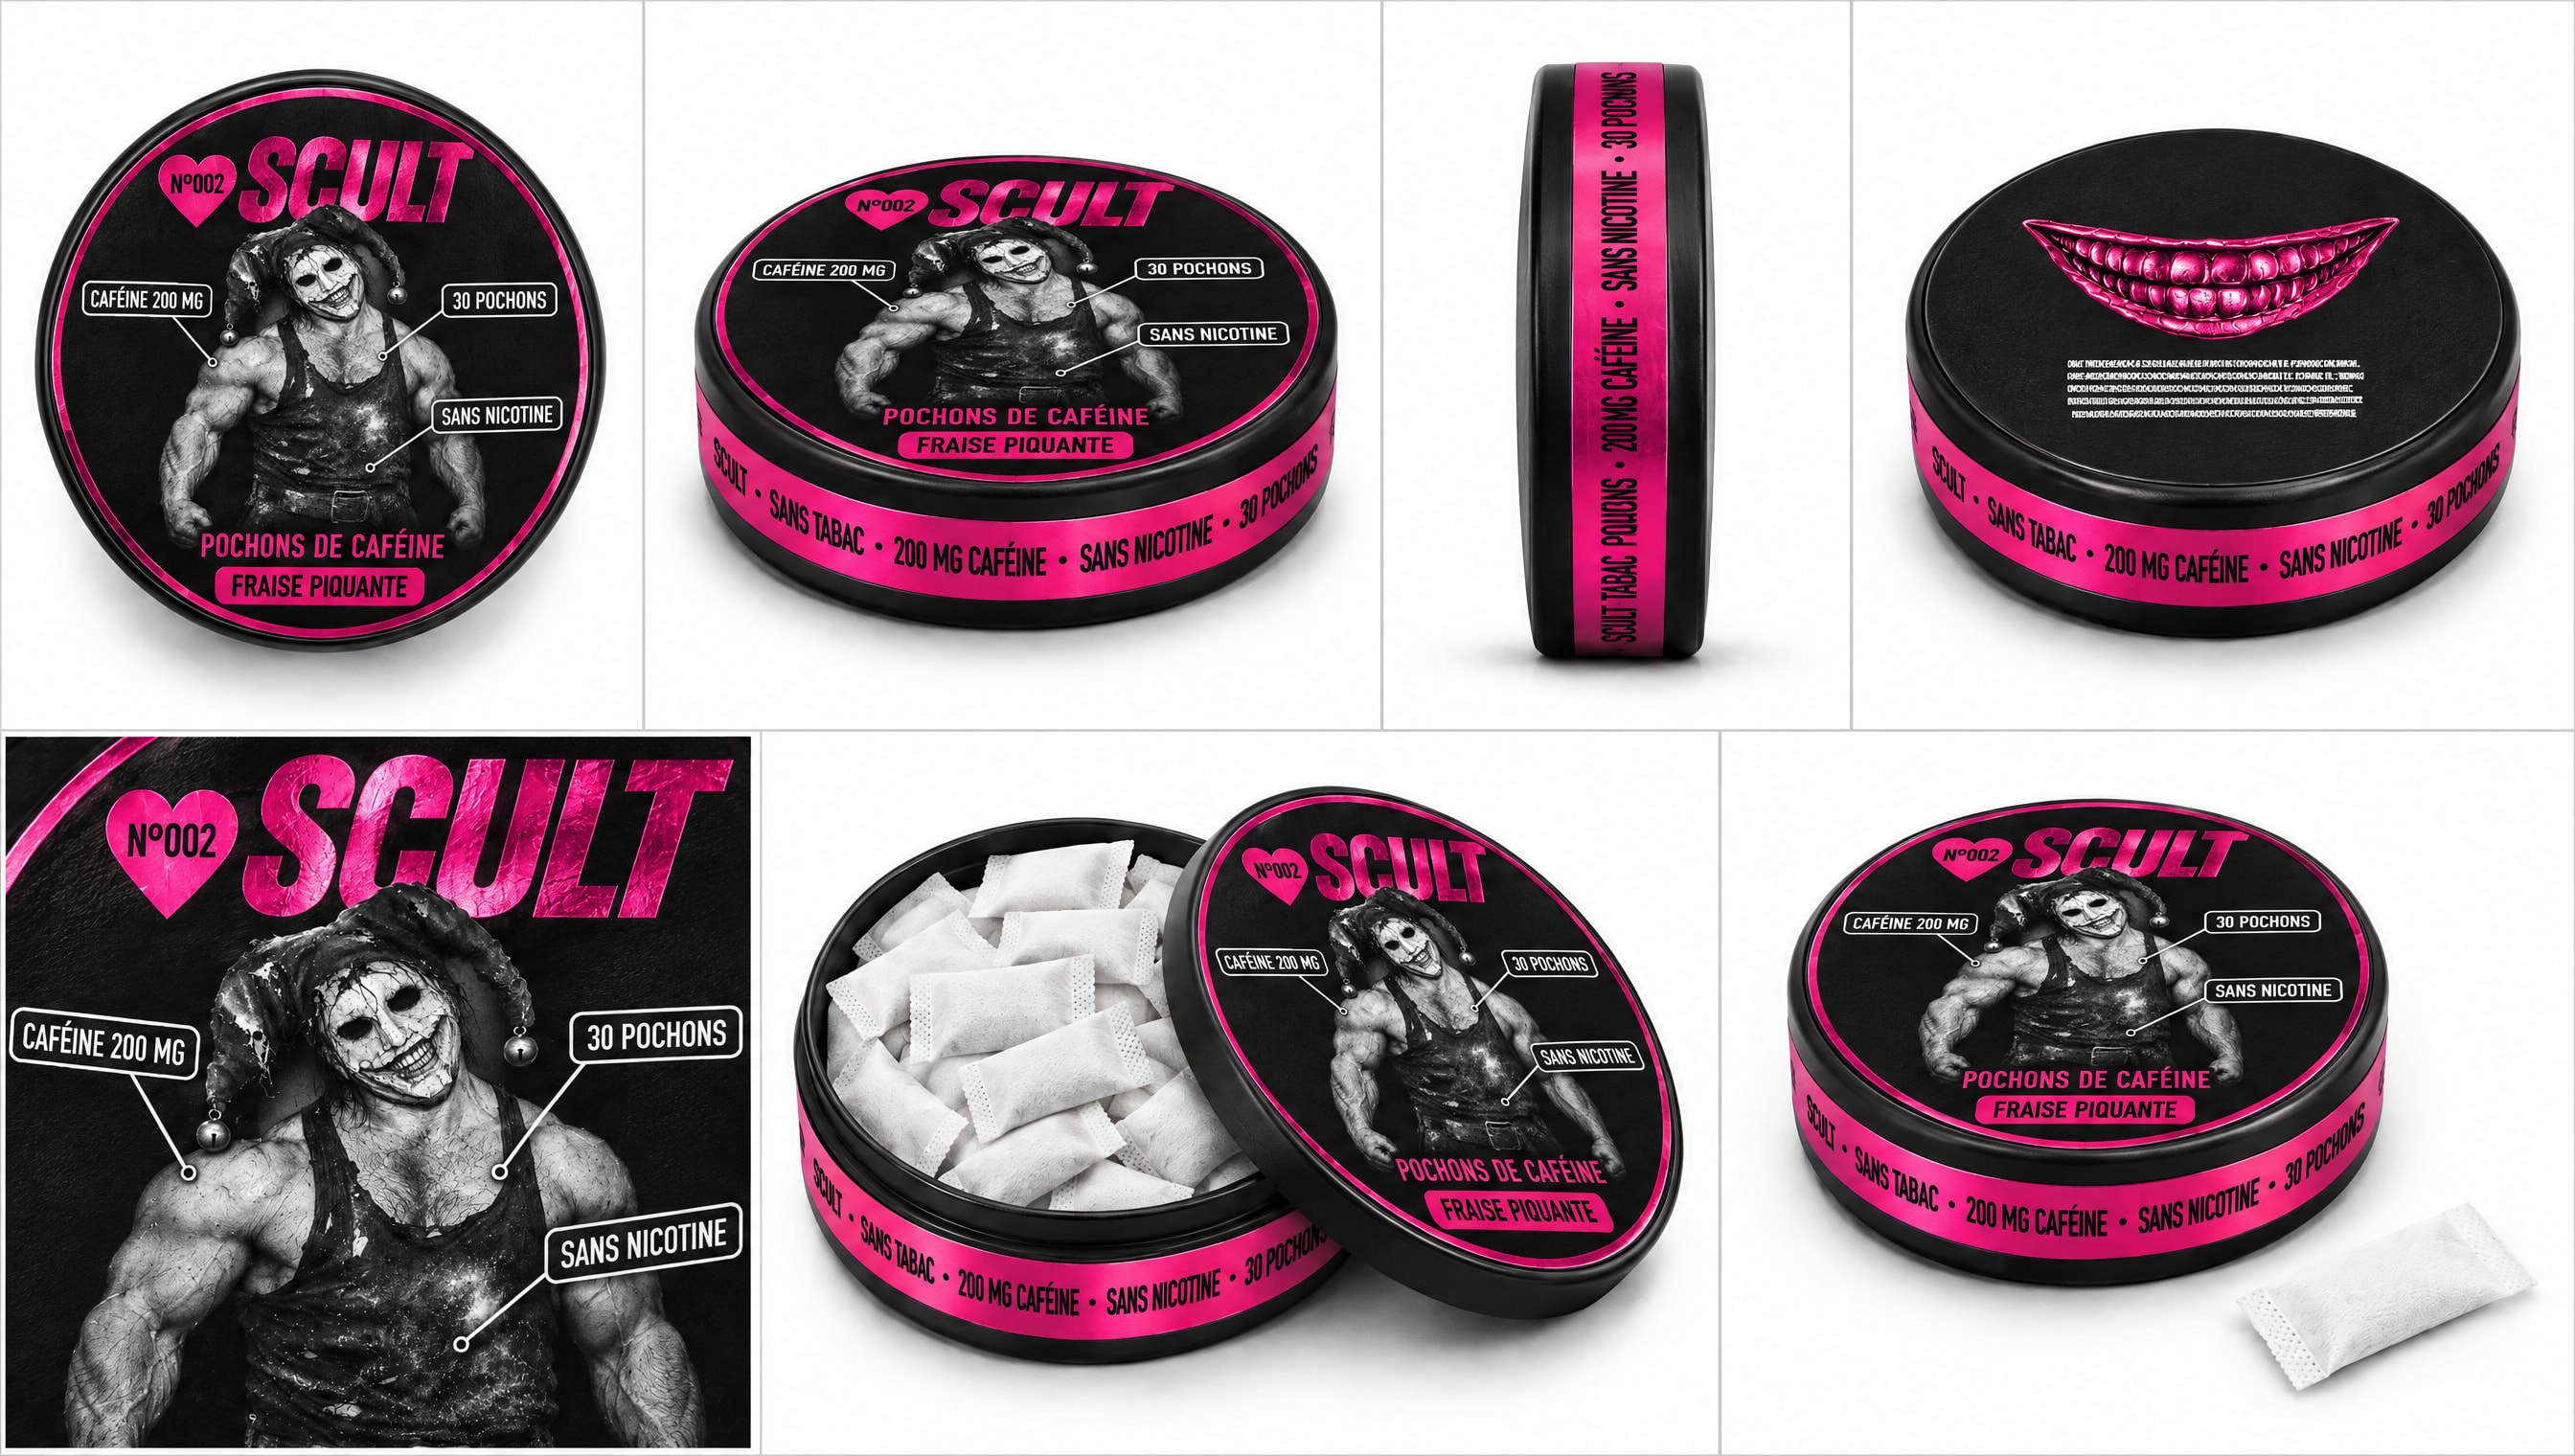 Nº002 SCULT
CAFÉINE 200 MG
30 POCHONS
SANS NICOTINE
POCHONS DE CAFÉINE
FRAISE PIQUANTE
Nº002 SCULT
CAFÉINE 200 MG
30 POCHONS
SANS NICOTINE
POCHONS DE CAFÉINE
FRAISE PIQUANTE
SCULT • SANS TABAC • 200 MG CAFÉINE • SANS NICOTINE • 30 POCHONS
SCULT TABAC • 200 MG CAFÉINE • SANS NICOTINE • 30
SCULT • SANS TABAC • 200 MG CAFÉINE • SANS NICOTINE • 30 POCHONS
Nº002 SCULT
CAFÉINE 200 MG
30 POCHONS
SANS NICOTINE
Nº002 SCULT
CAFÉINE 200 MG
30 POCHONS
SANS NICOTINE
POCHONS DE CAFÉINE
FRAISE PIQUANTE
SCULT • SANS TABAC • 200 MG CAFÉINE • SANS NICOTINE • 30 POCHONS
Nº002 SCULT
CAFÉINE 200 MG
30 POCHONS
SANS NICOTINE
POCHONS DE CAFÉINE
FRAISE PIQUANTE
SCULT • SANS TABAC • 200 MG CAFÉINE • SANS NICOTINE • 30 POCHONS